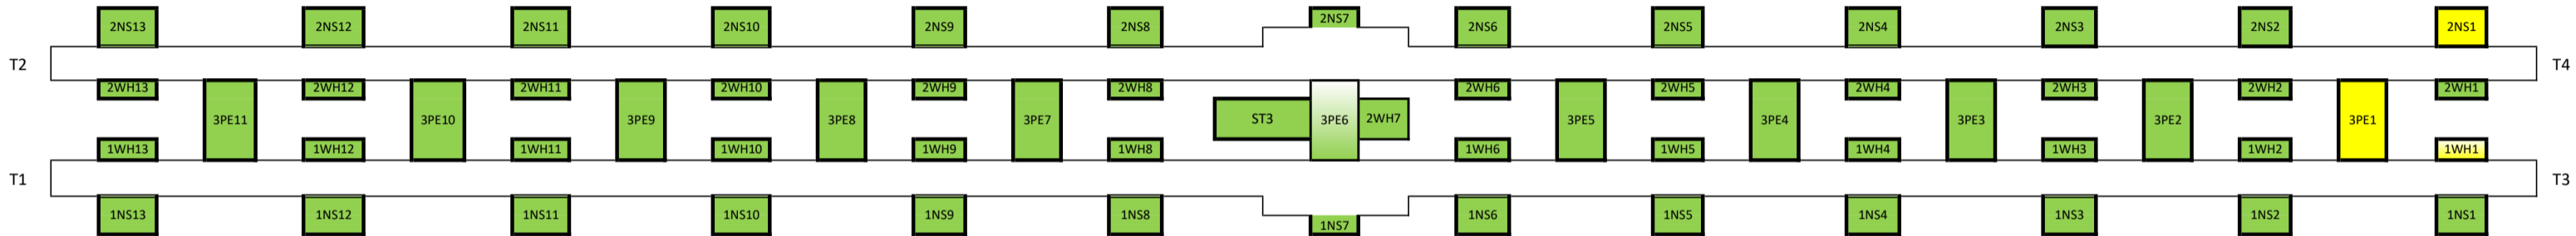 2NS13 2NS12 2NS11 2NS10 2NS9 2NS8 2NS7 2NS6 2NS5 2NS4 2NS3 2NS2 2NS1
T2 T4
2WH13 2WH12 2WH11 2WH10 2WH9 2WH8 2WH6 2WH5 2WH4 2WH3 2WH2 2WH1
3PE11 3PE10 3PE9 3PE8 3PE7 ST3 3PE6 2WH7 3PE5 3PE4 3PE3 3PE2 3PE1
1WH13 1WH12 1WH11 1WH10 1WH9 1WH8 1WH6 1WH5 1WH4 1WH3 1WH2 1WH1
T1 T3
1NS13 1NS12 1NS11 1NS10 1NS9 1NS8 1NS7 1NS6 1NS5 1NS4 1NS3 1NS2 1NS1